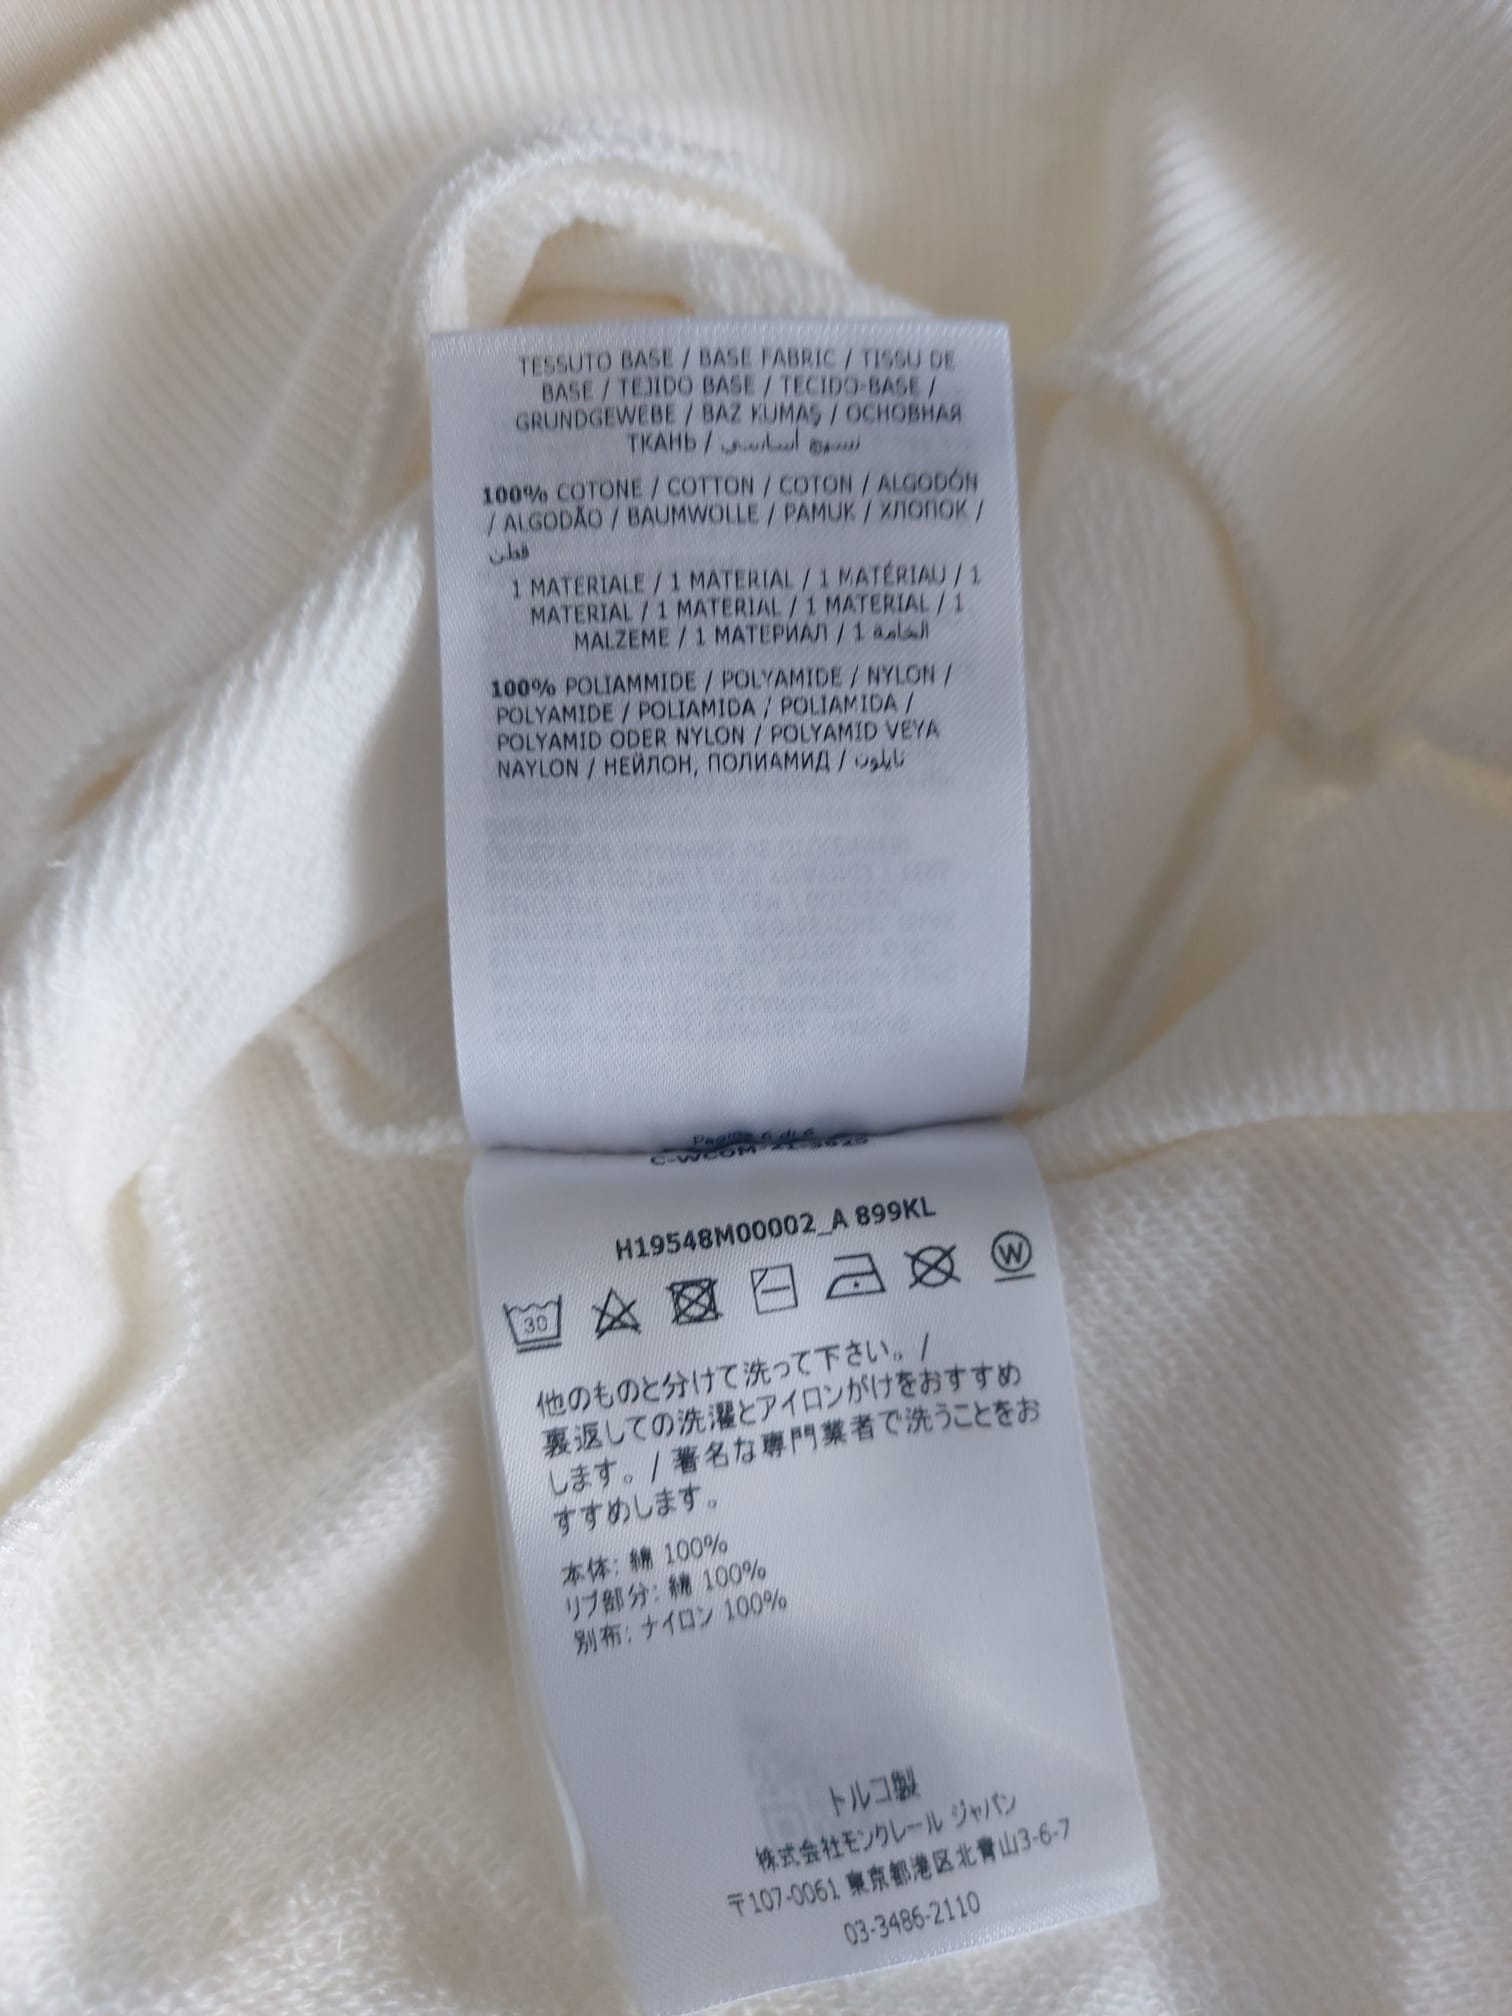 TESSUTO BASE / BASE FABRIC / TISSU DE
BASE / TEJIDO BASE / TECIDO-BASE /
GRUNDGEWEBE / BAZ KUMAŞ / ОСНОВНАЯ
ТКАНЬ / نسيج أساسي
100% COTONE / COTTON / COTON / ALGODÓN
/ ALGODÃO / BAUMWOLLE / PAMUK / ХЛОПОК /
قطن
1 MATERIALE / 1 MATERIAL / 1 MATÉRIAU / 1
MATERIAL / 1 MATERIAL / 1 MATERIAL / 1
MALZEME / 1 МАТЕРИАЛ / 1 الخامة
100% POLIAMMIDE / POLYAMIDE / NYLON /
POLYAMIDE / POLIAMIDA / POLIAMIDA /
POLYAMID ODER NYLON / POLYAMID VEYA
NAYLON / НЕЙЛОН, ПОЛИАМИД / نايلون
Pagina 6 di 6
H19548M00002_A 899KL
30 W
他のものと分けて洗って下さい。 /
裏返しての洗濯とアイロンがけをおすすめ
します。 / 著名な専門業者で洗うことをお
すすめします。
本体: 綿 100%
リブ部分: 綿 100%
別布: ナイロン 100%
トルコ製
株式会社モンクレール ジャパン
〒107-0061 東京都港区北青山3-6-7
03-3486-2110